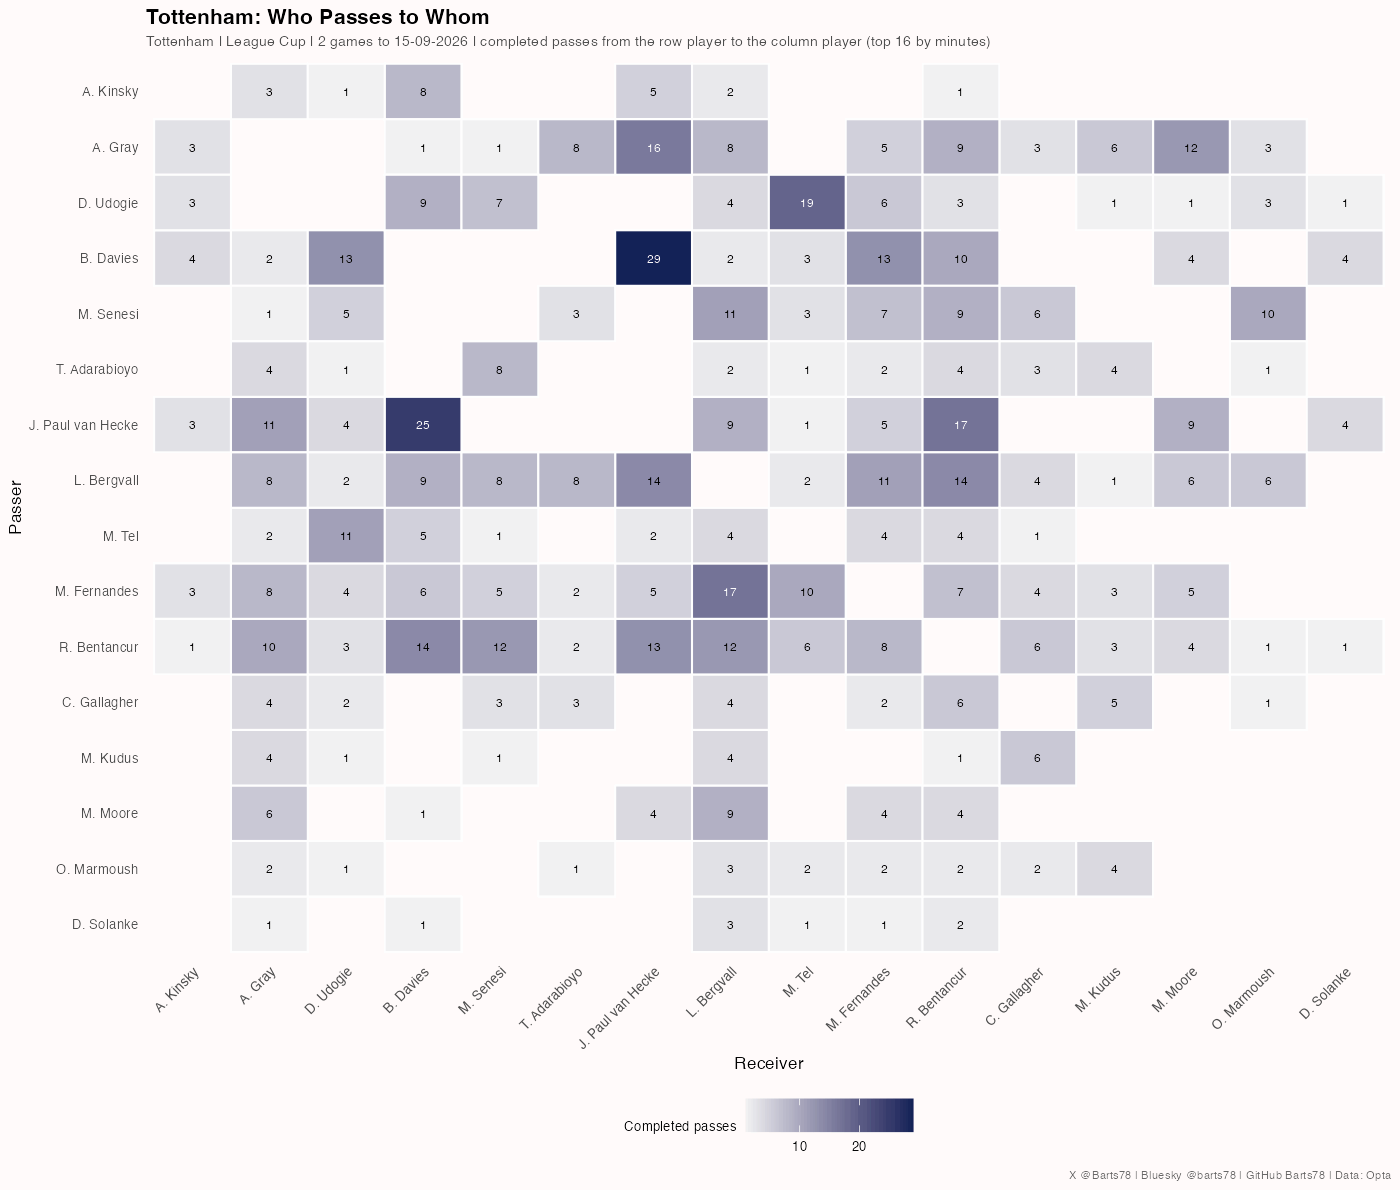 Tottenham: Who Passes to Whom
Tottenham | League Cup | 2 games to 15-09-2026 | completed passes from the row player to the column player (top 16 by minutes)
A. Kinsky 3 1 8 5 2 1
A. Gray 3 1 1 8 16 8 5 9 3 6 12 3
D. Udogie 3 9 7 4 19 6 3 1 1 3 1
B. Davies 4 2 13 29 2 3 13 10 4 4
M. Senesi 1 5 3 11 3 7 9 6 10
T. Adarabioyo 4 1 8 2 1 2 4 3 4 1
J. Paul van Hecke 3 11 4 25 9 1 5 17 9 4
L. Bergvall 8 2 9 8 8 14 2 11 14 4 1 6 6
M. Tel 2 11 5 1 2 4 4 4 1
M. Fernandes 3 8 4 6 5 2 5 17 10 7 4 3 5
R. Bentancur 1 10 3 14 12 2 13 12 6 8 6 3 4 1 1
C. Gallagher 4 2 3 3 4 2 6 5 1
M. Kudus 4 1 1 4 1 6
M. Moore 6 1 4 9 4 4
O. Marmoush 2 1 1 3 2 2 2 2 4
D. Solanke 1 1 3 1 1 2
Passer
A. Kinsky A. Gray D. Udogie B. Davies M. Senesi T. Adarabioyo J. Paul van Hecke L. Bergvall M. Tel M. Fernandes R. Bentancur C. Gallagher M. Kudus M. Moore O. Marmoush D. Solanke
Receiver
Completed passes
10 20
X @Barts78 | Bluesky @barts78 | GitHub Barts78 | Data: Opta